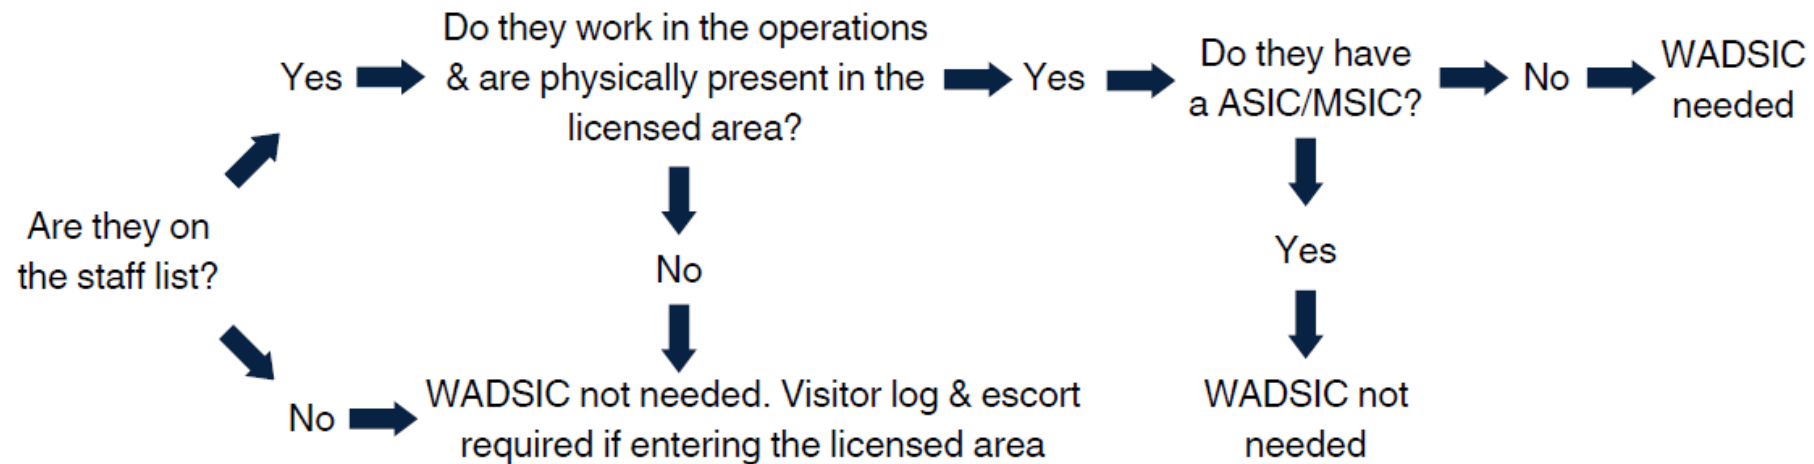 Are they on
the staff list?
Yes
Do they work in the operations
& are physically present in the
licensed area?
Yes
Do they have
a ASIC/MSIC?
No
WADSIC
needed
No
Yes
No
WADSIC not needed. Visitor log & escort
required if entering the licensed area
WADSIC not
needed